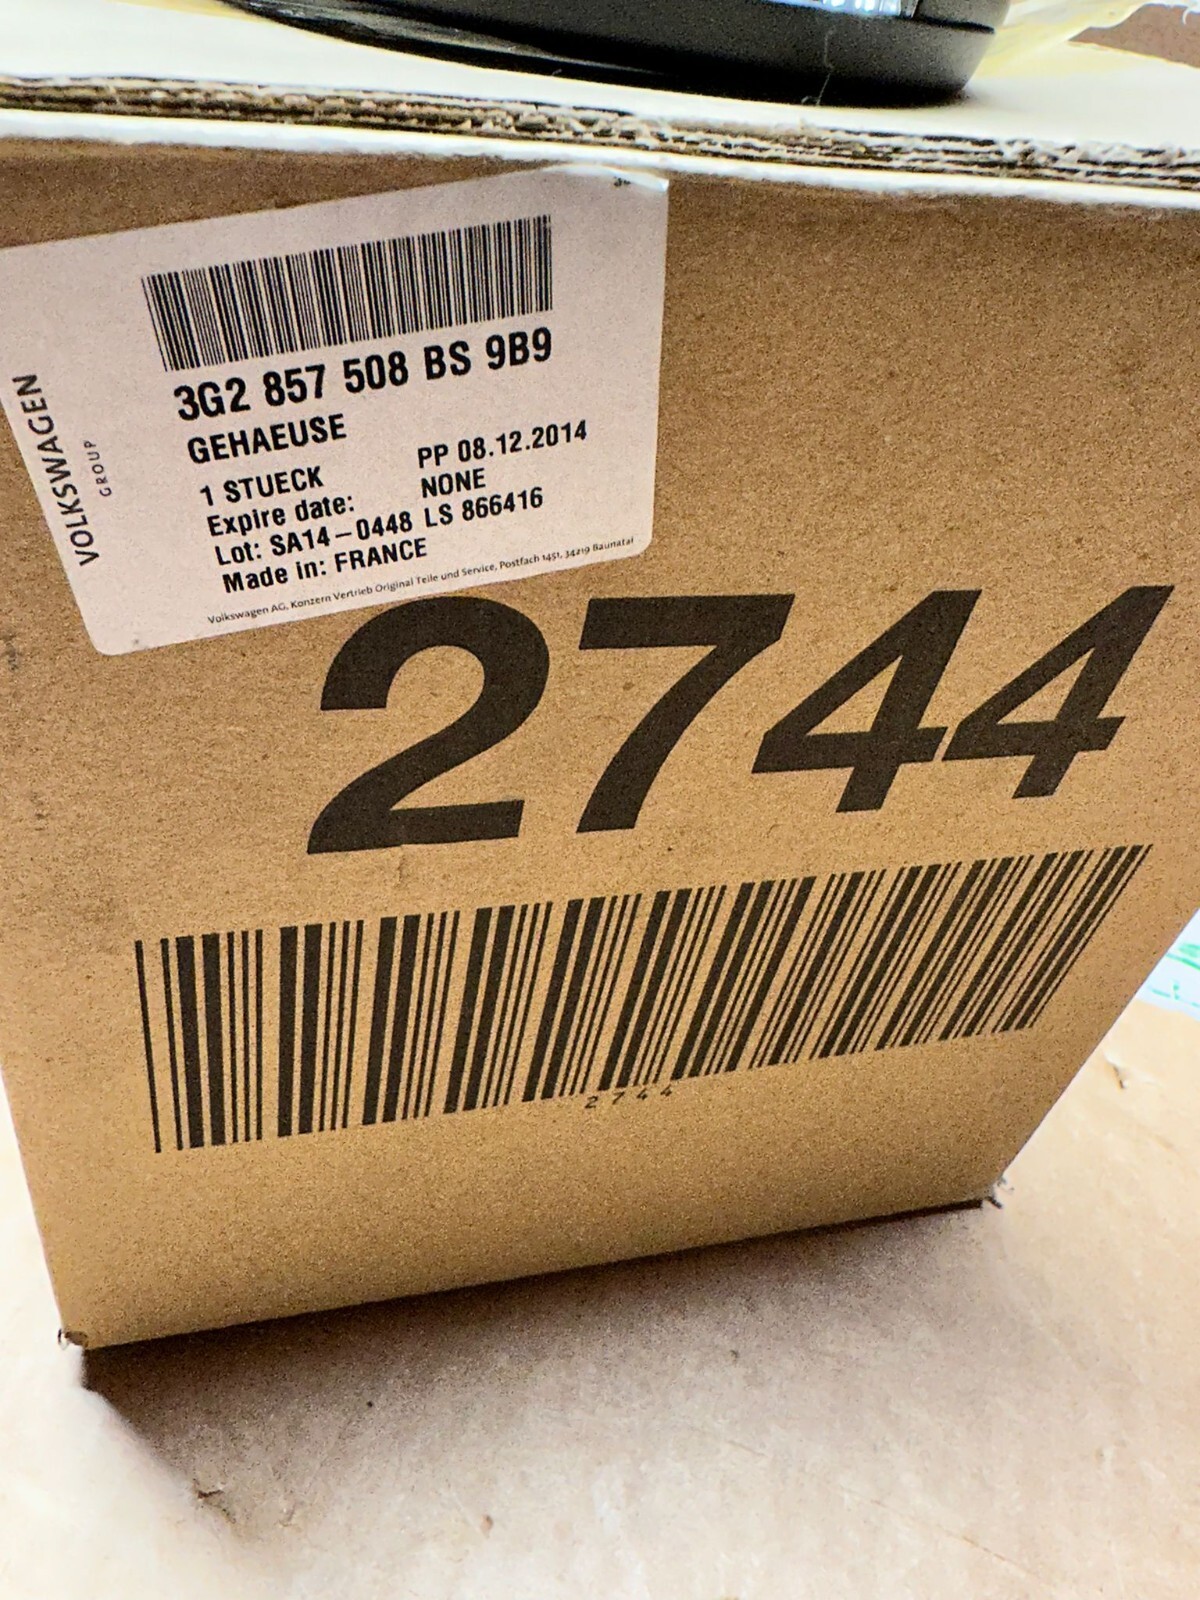 VOLKSWAGEN
GROUP
3G2 857 508 BS 9B9
GEHAEUSE
1 STUECK PP 08.12.2014
Expire date: NONE
Lot: SA14-0448 LS 866416
Made in: FRANCE
Volkswagen AG, Konzern Vertrieb Original Teile und Service, Postfach 1451, 34219 Baunatal
2744
2744